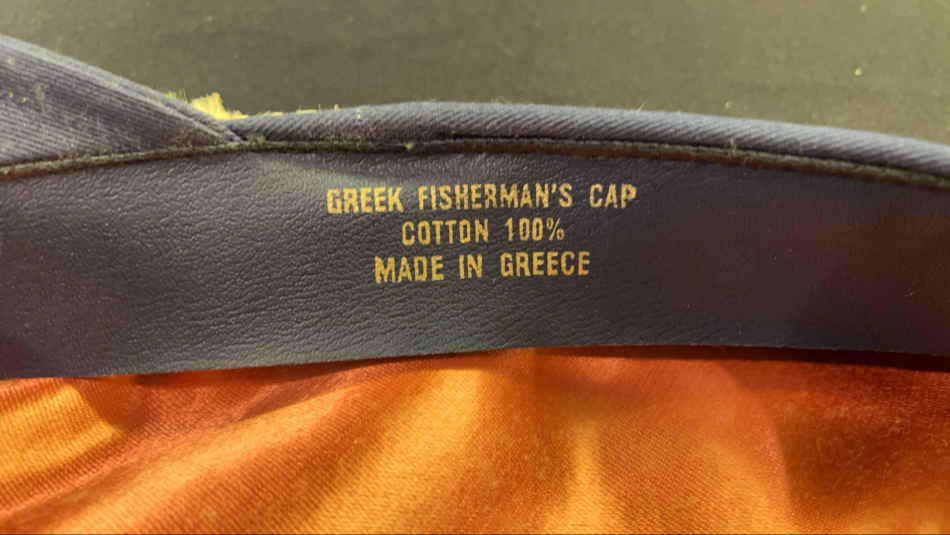 GREEK FISHERMAN'S CAP
COTTON 100%
MADE IN GREECE